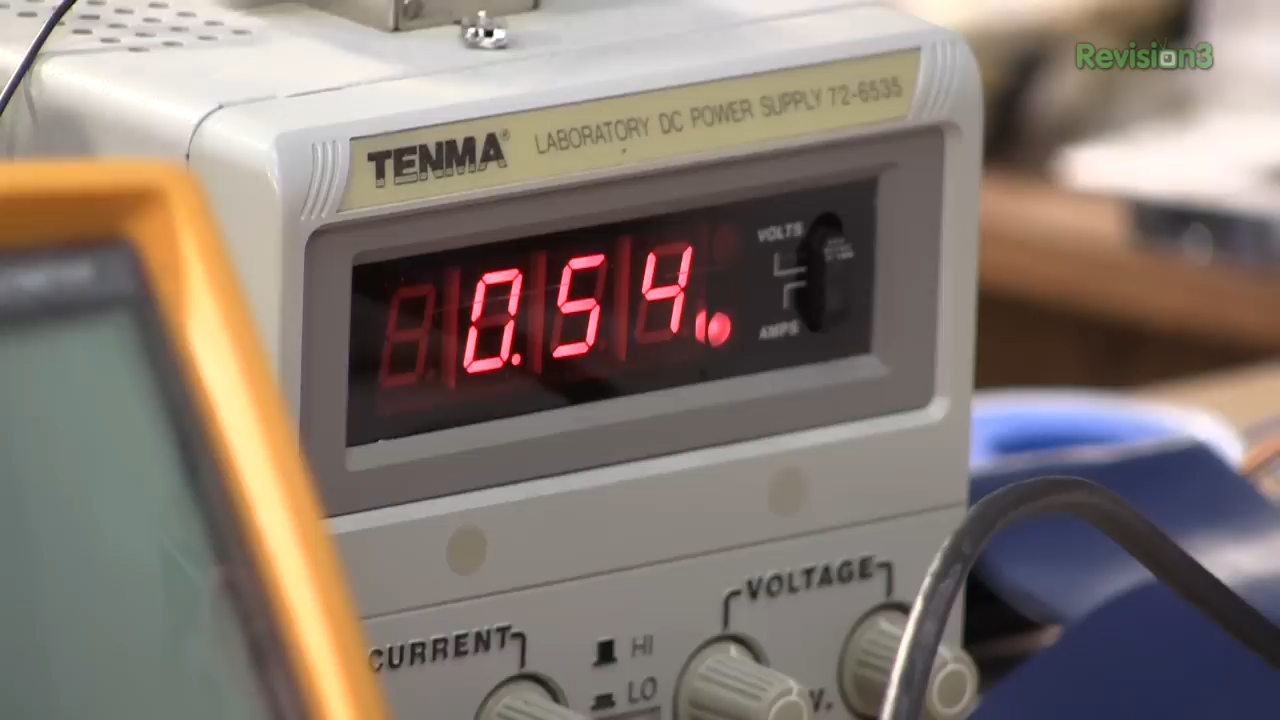 Revision3
TENMA® LABORATORY DC POWER SUPPLY 72-6535
0.54
VOLTS
AMPS
VOLTAGE
CURRENT
HI
LO
V.